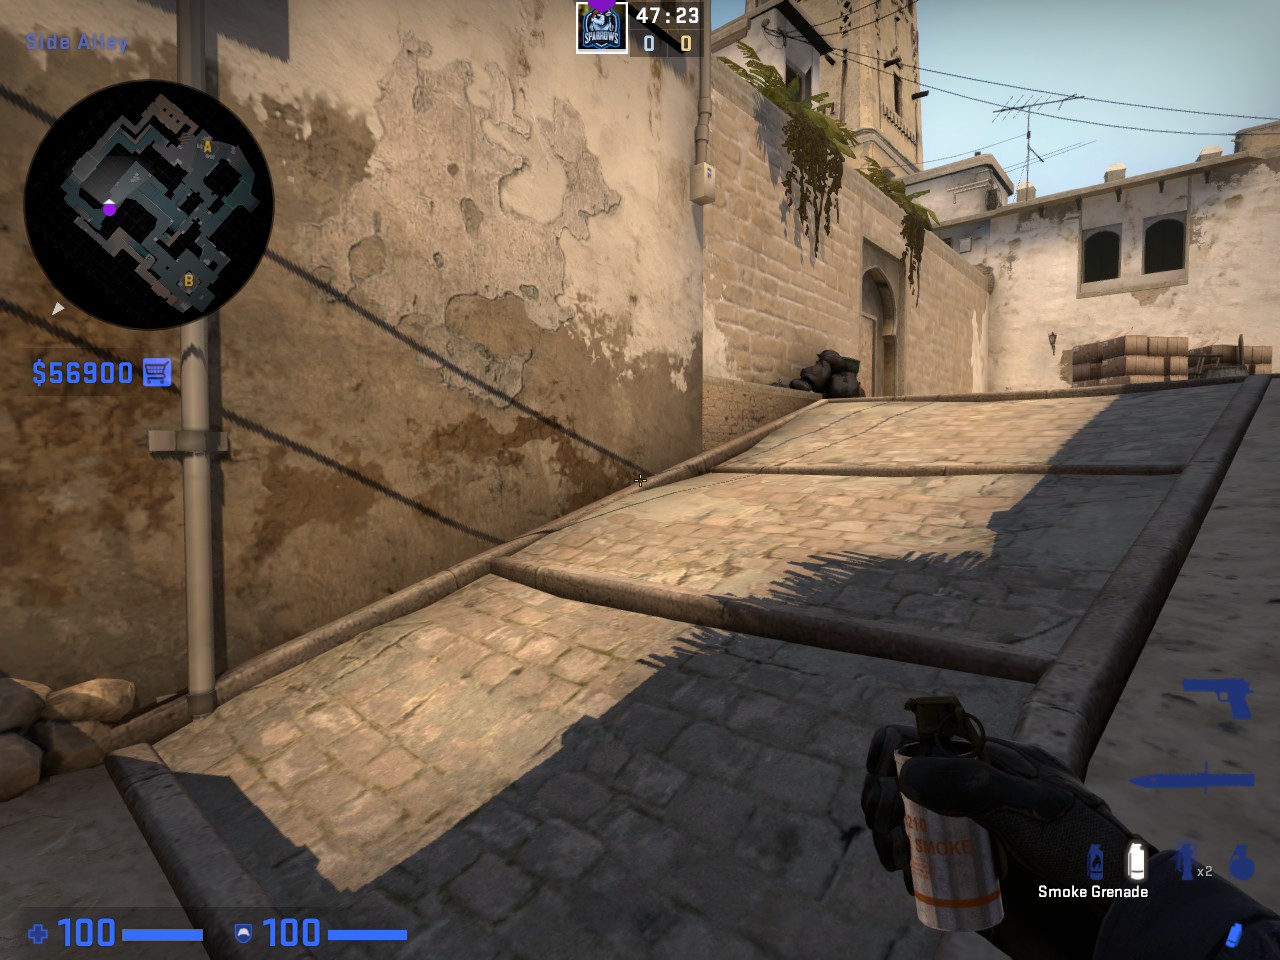 Side Alley
47:23
SPARROWS
0 0
A
B
$56900
SMOKE
x2
Smoke Grenade
100
100